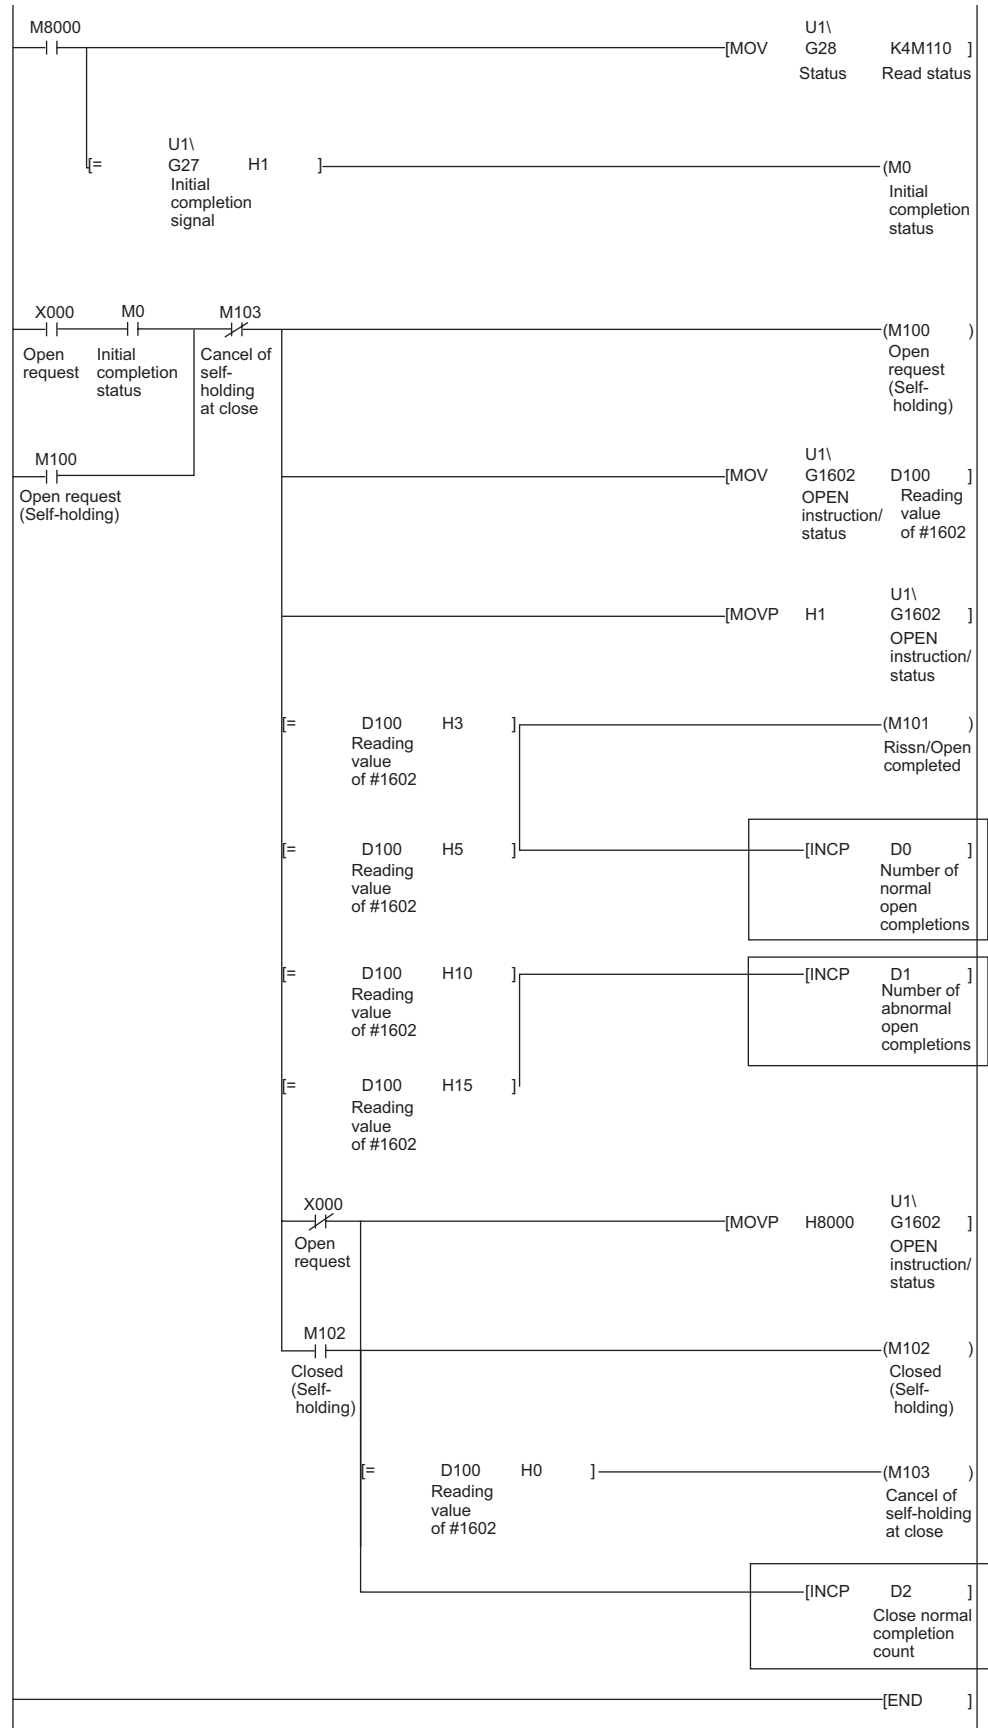 M8000
U1\
[MOV G28 K4M110 ]
Status Read status
U1\
[= G27 H1 ] (M0
Initial
completion
signal
Initial
completion
status
X000 M0 M103
(M100 )
Open
request
Initial
completion
status
Cancel of
self-
holding
at close
Open
request
(Self-
holding)
M100
Open request
(Self-holding)
U1\
[MOV G1602 D100 ]
OPEN
instruction/
status
Reading
value
of #1602
U1\
[MOVP H1 G1602 ]
OPEN
instruction/
status
[= D100 H3 ] (M101 )
Reading
value
of #1602
Rissn/Open
completed
[= D100 H5 ] [INCP D0 ]
Reading
value
of #1602
Number of
normal
open
completions
[= D100 H10 ] [INCP D1 ]
Reading
value
of #1602
Number of
abnormal
open
completions
[= D100 H15 ]
Reading
value
of #1602
X000
Open
request
U1\
[MOVP H8000 G1602 ]
OPEN
instruction/
status
M102
(M102 )
Closed
(Self-
holding)
Closed
(Self-
holding)
[= D100 H0 ] (M103 )
Reading
value
of #1602
Cancel of
self-holding
at close
[INCP D2 ]
Close normal
completion
count
[END ]